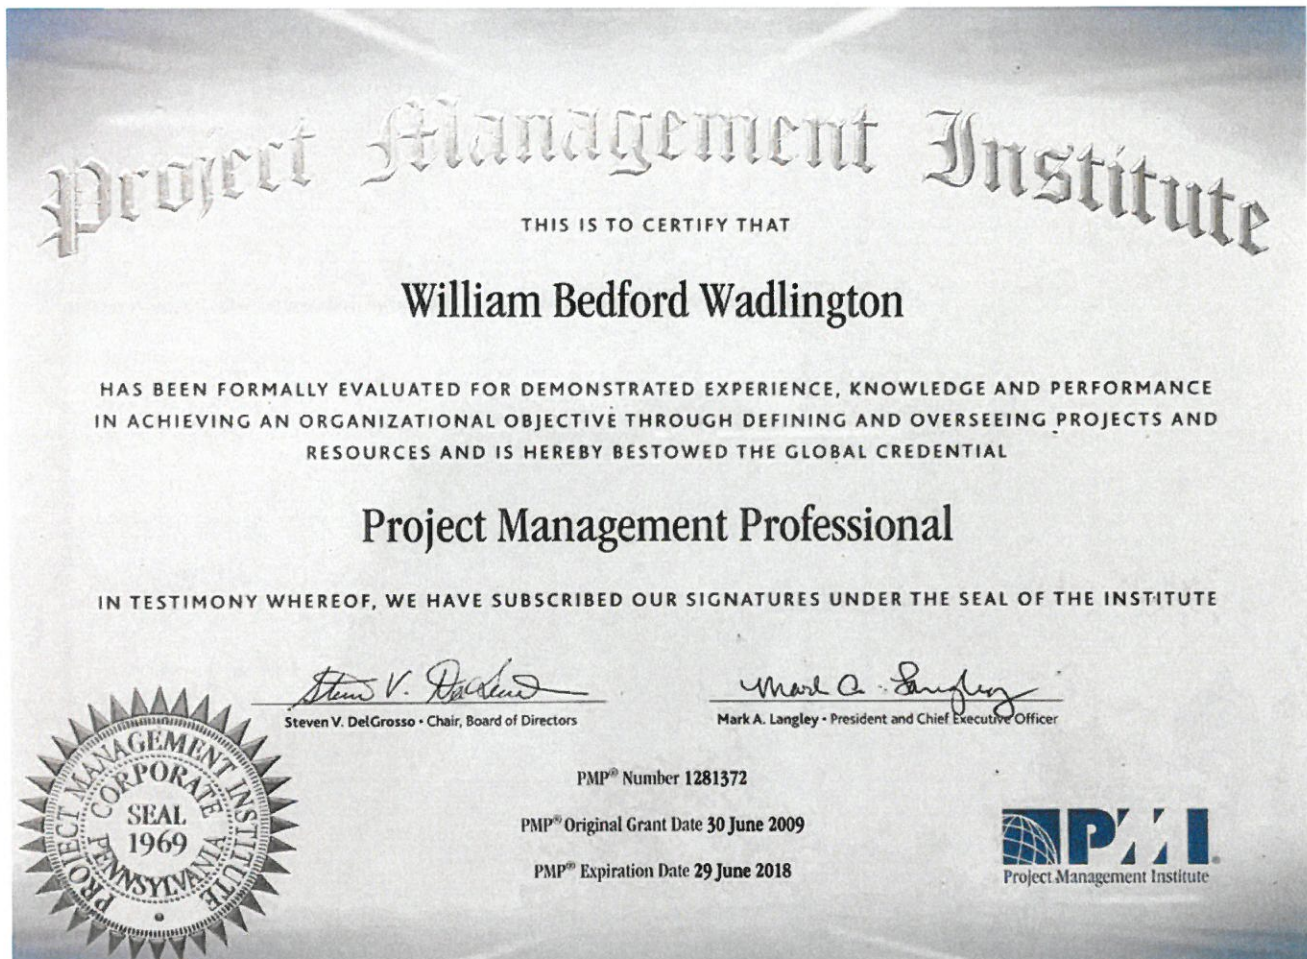 Project Management Institute
THIS IS TO CERTIFY THAT
William Bedford Wadlington
HAS BEEN FORMALLY EVALUATED FOR DEMONSTRATED EXPERIENCE, KNOWLEDGE AND PERFORMANCE
IN ACHIEVING AN ORGANIZATIONAL OBJECTIVE THROUGH DEFINING AND OVERSEEING PROJECTS AND
RESOURCES AND IS HEREBY BESTOWED THE GLOBAL CREDENTIAL
Project Management Professional
IN TESTIMONY WHEREOF, WE HAVE SUBSCRIBED OUR SIGNATURES UNDER THE SEAL OF THE INSTITUTE
Steven V. DelGrosso • Chair, Board of Directors
Mark A. Langley
Mark A. Langley • President and Chief Executive Officer
PROJECT MANAGEMENT INSTITUTE
CORPORATE
SEAL
1969
PENNSYLVANIA
PMP® Number 1281372
PMP® Original Grant Date 30 June 2009
PMP® Expiration Date 29 June 2018
PMI®
Project Management Institute